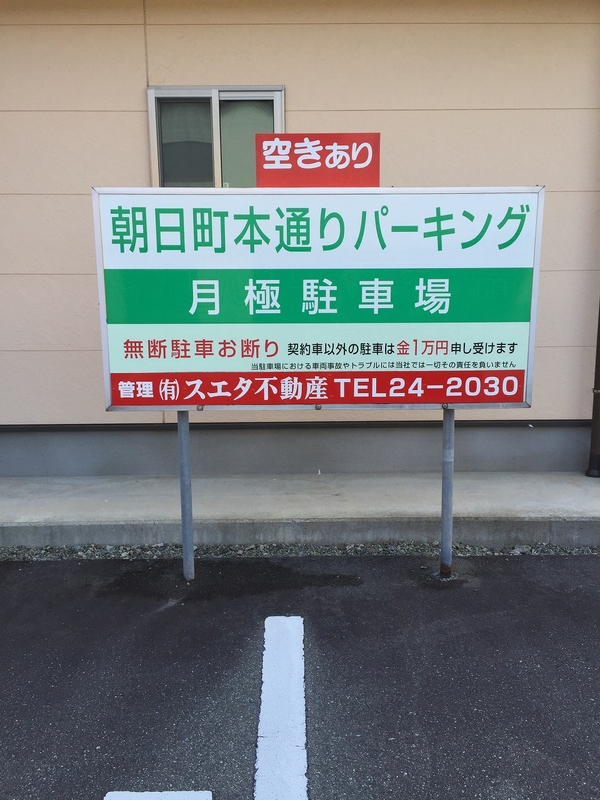 空きあり
朝日町本通りパーキング
月極駐車場
無断駐車お断り 契約車以外の駐車は金1万円申し受けます
当駐車場における車両事故やトラブルには当社では一切その責任を負いません
管理 (有)スエタ不動産 TEL24-2030